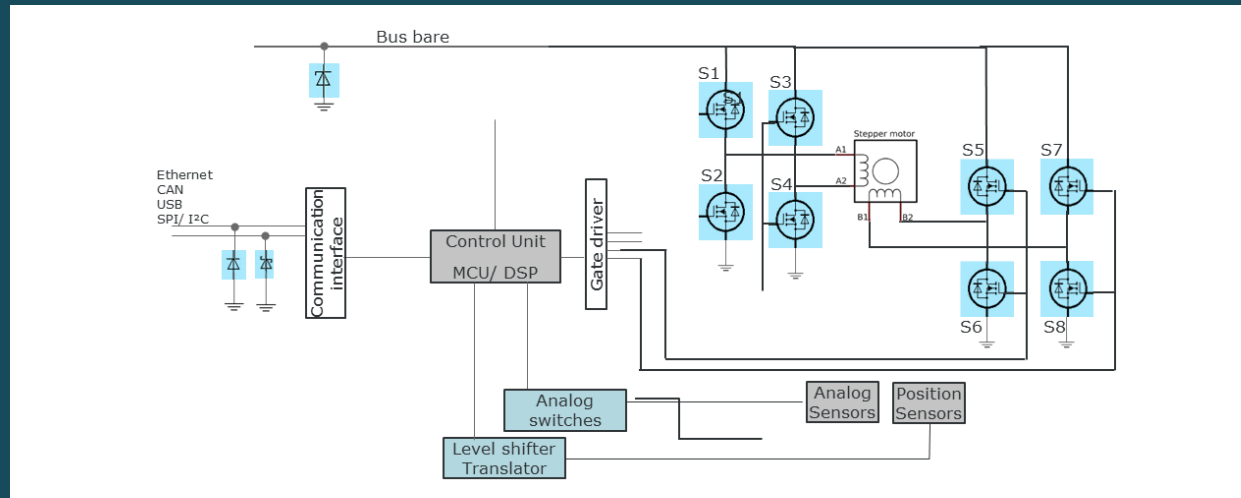 Bus bare
S1
S3
S1
Stepper motor
A1
S2
S4
A2
B1
B2
S5
S7
S6
S8
Ethernet
CAN
USB
SPI/ I²C
Communication
interface
Control Unit
MCU/ DSP
Gate driver
Analog
switches
Level shifter
Translator
Analog
Sensors
Position
Sensors